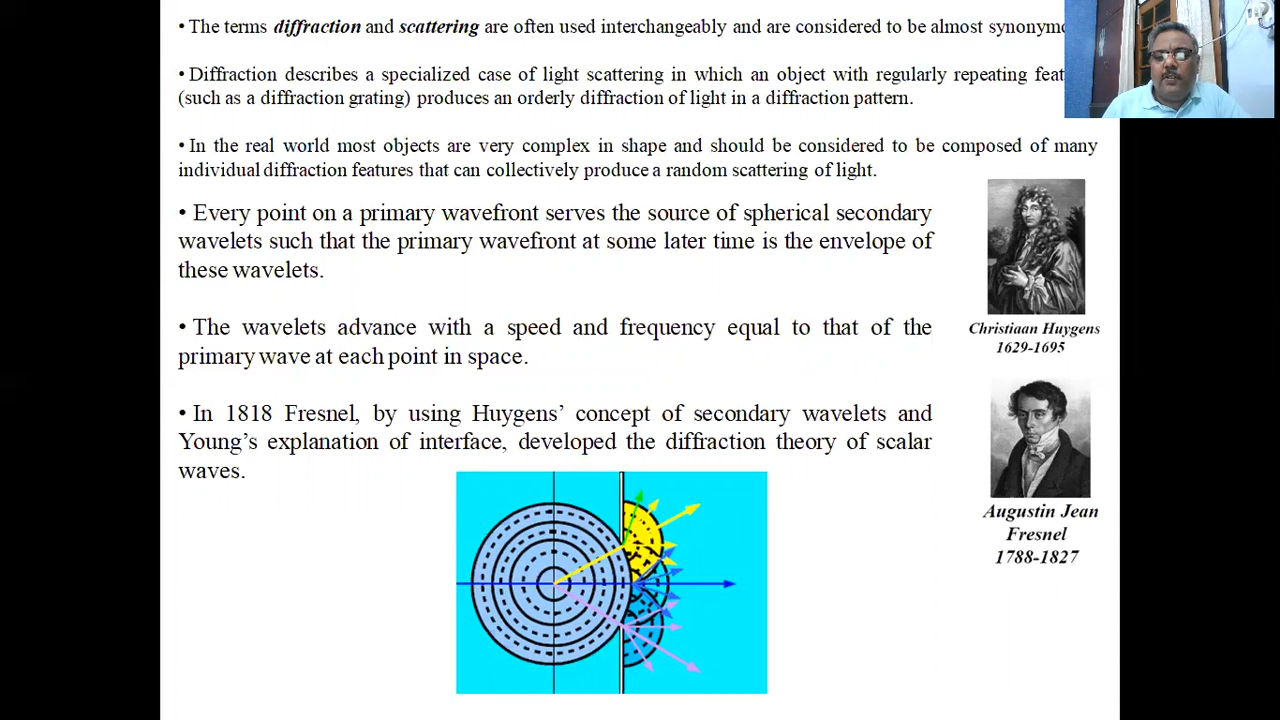 • The terms diffraction and scattering are often used interchangeably and are considered to be almost
• Diffraction describes a specialized case of light scattering in which an object with regularly repeating
(such as a diffraction grating) produces an orderly diffraction of light in a diffraction pattern.
• In the real world most objects are very complex in shape and should be considered to be composed of many
individual diffraction features that can collectively produce a random scattering of light.
• Every point on a primary wavefront serves the source of spherical secondary
wavelets such that the primary wavefront at some later time is the envelope of
these wavelets.
• The wavelets advance with a speed and frequency equal to that of the
primary wave at each point in space.
• In 1818 Fresnel, by using Huygens’ concept of secondary wavelets and
Young’s explanation of interface, developed the diffraction theory of scalar
waves.
Christiaan Huygens
1629-1695
Augustin Jean
Fresnel
1788-1827